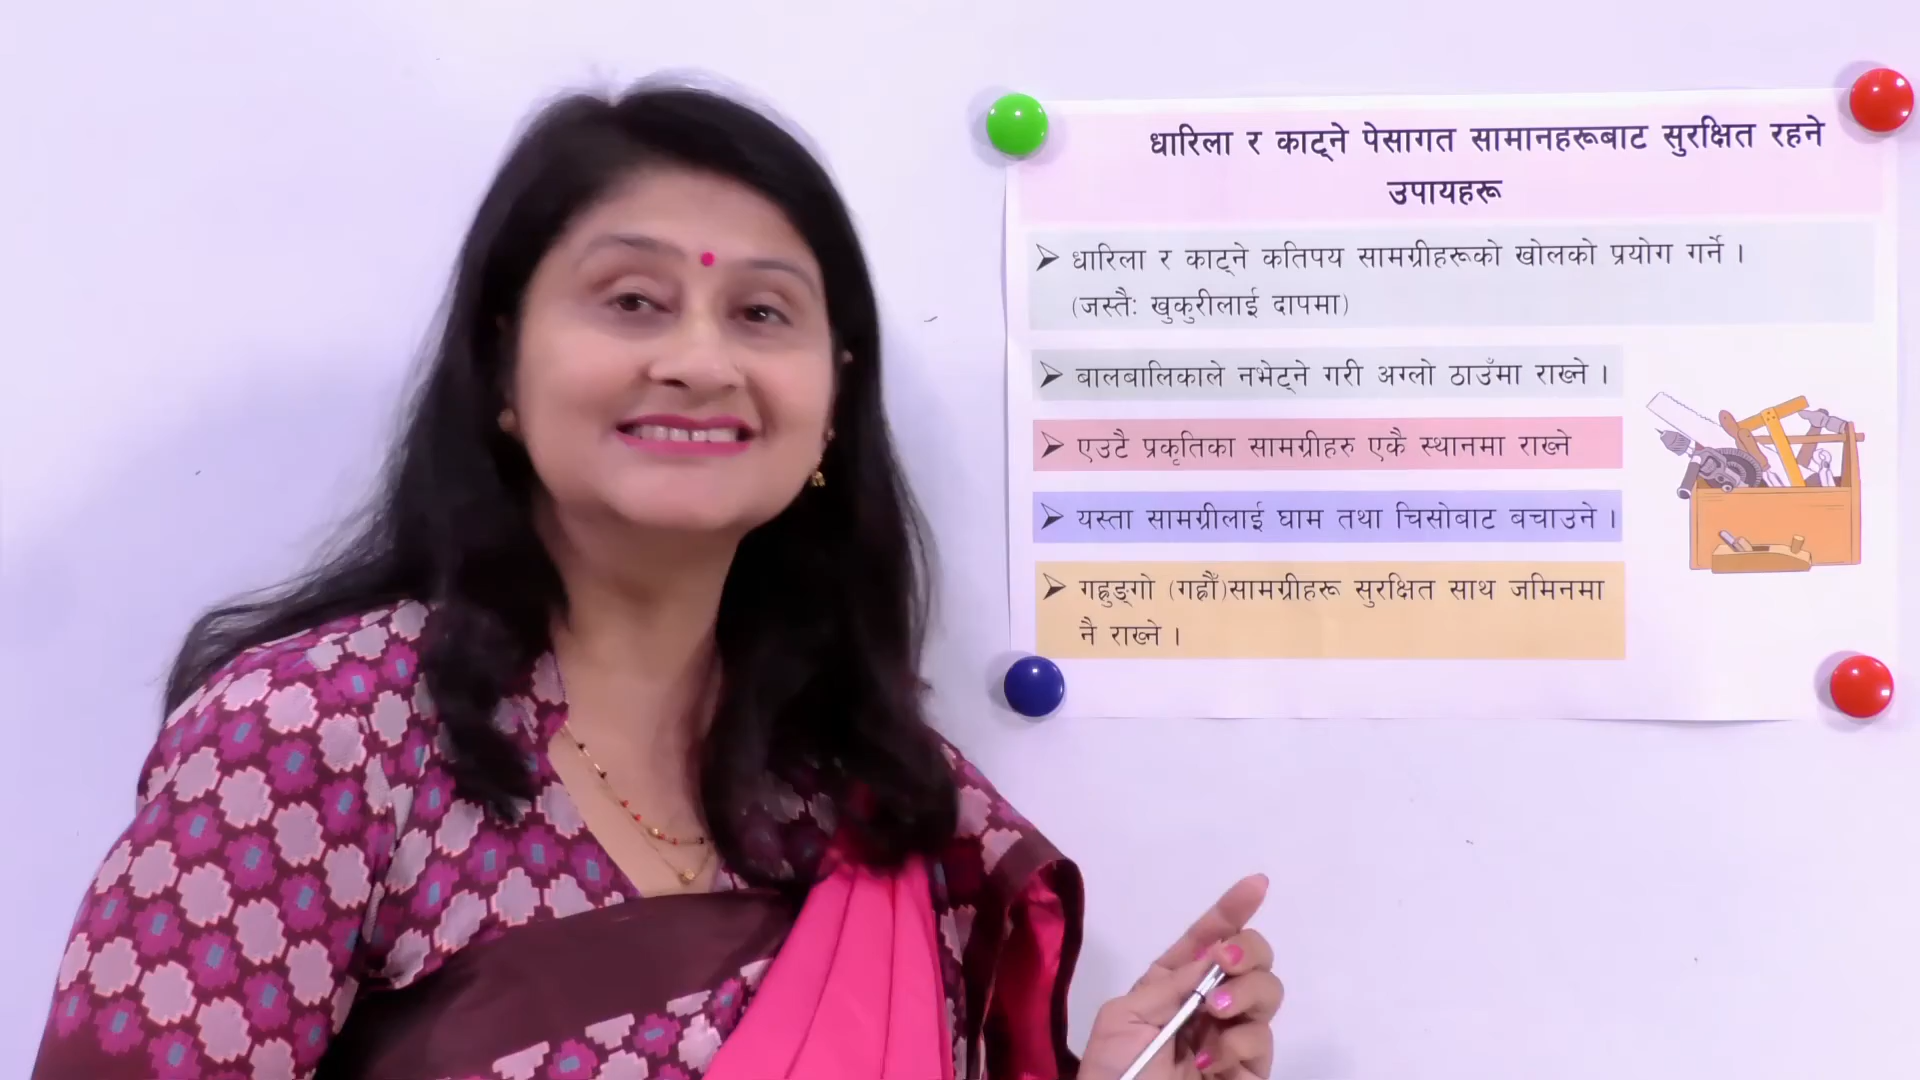 धारिला र काट्ने पेसागत सामानहरूबाट सुरक्षित रहने
उपायहरू
➤ धारिला र काट्ने कतिपय सामग्रीहरूको खोलको प्रयोग गर्ने ।
(जस्तैः खुकुरीलाई दापमा)
➤ बालबालिकाले नभेट्ने गरी अग्लो ठाउँमा राख्ने ।
➤ एउटै प्रकृतिका सामग्रीहरु एकै स्थानमा राख्ने
➤ यस्ता सामग्रीलाई घाम तथा चिसोबाट बचाउने ।
➤ गह्रुङ्गो (गह्रौँ)सामग्रीहरू सुरक्षित साथ जमिनमा
नै राख्ने ।